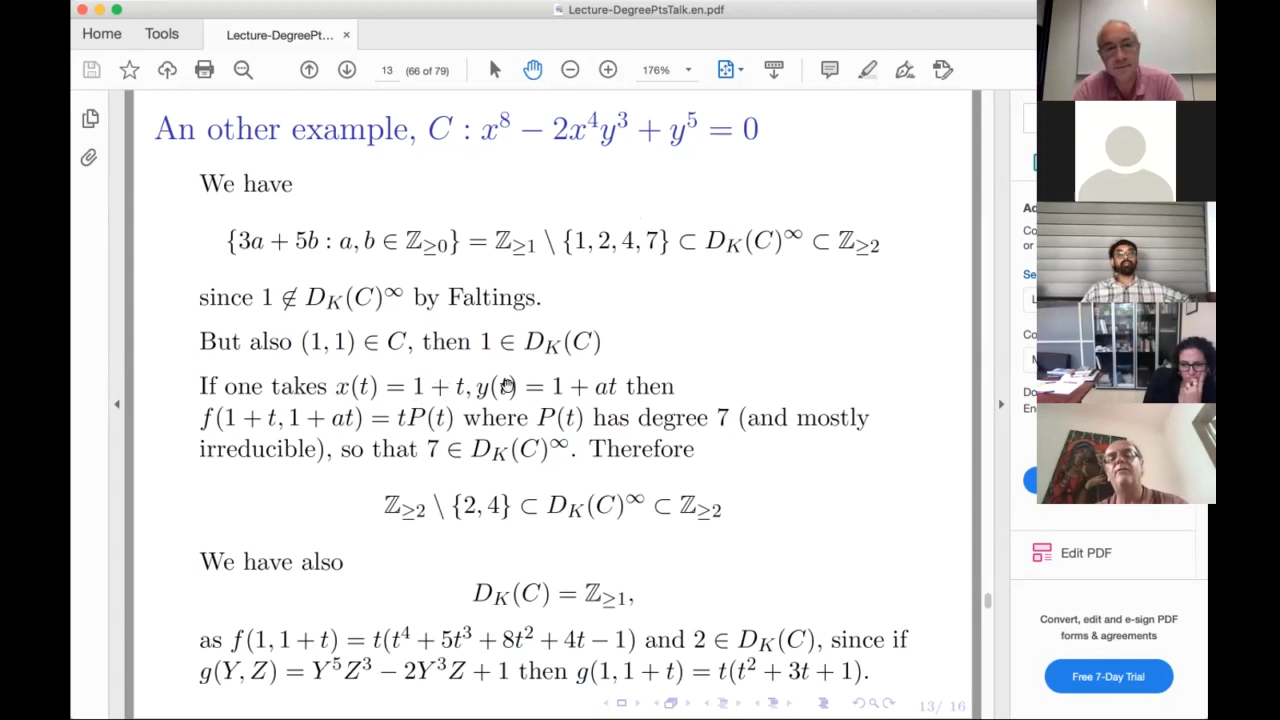 Lecture-DegreePtsTalk.en.pdf
Home Tools Lecture-DegreePt... ×
13 (66 of 79) 176%
An other example, C : x⁸ − 2x⁴y³ + y⁵ = 0
We have
{3a + 5b : a, b ∈ ℤ≥0} = ℤ≥1 \ {1, 2, 4, 7} ⊂ D_K(C)^∞ ⊂ ℤ≥2
since 1 ∉ D_K(C)^∞ by Faltings.
But also (1, 1) ∈ C, then 1 ∈ D_K(C)
If one takes x(t) = 1 + t, y(t) = 1 + at then
f(1 + t, 1 + at) = tP(t) where P(t) has degree 7 (and mostly
irreducible), so that 7 ∈ D_K(C)^∞. Therefore
ℤ≥2 \ {2, 4} ⊂ D_K(C)^∞ ⊂ ℤ≥2
We have also
D_K(C) = ℤ≥1,
as f(1, 1 + t) = t(t⁴ + 5t³ + 8t² + 4t − 1) and 2 ∈ D_K(C), since if
g(Y, Z) = Y⁵Z³ − 2Y³Z + 1 then g(1, 1 + t) = t(t² + 3t + 1).
13/ 16
Edit PDF
Convert, edit and e-sign PDF
forms & agreements
Free 7-Day Trial